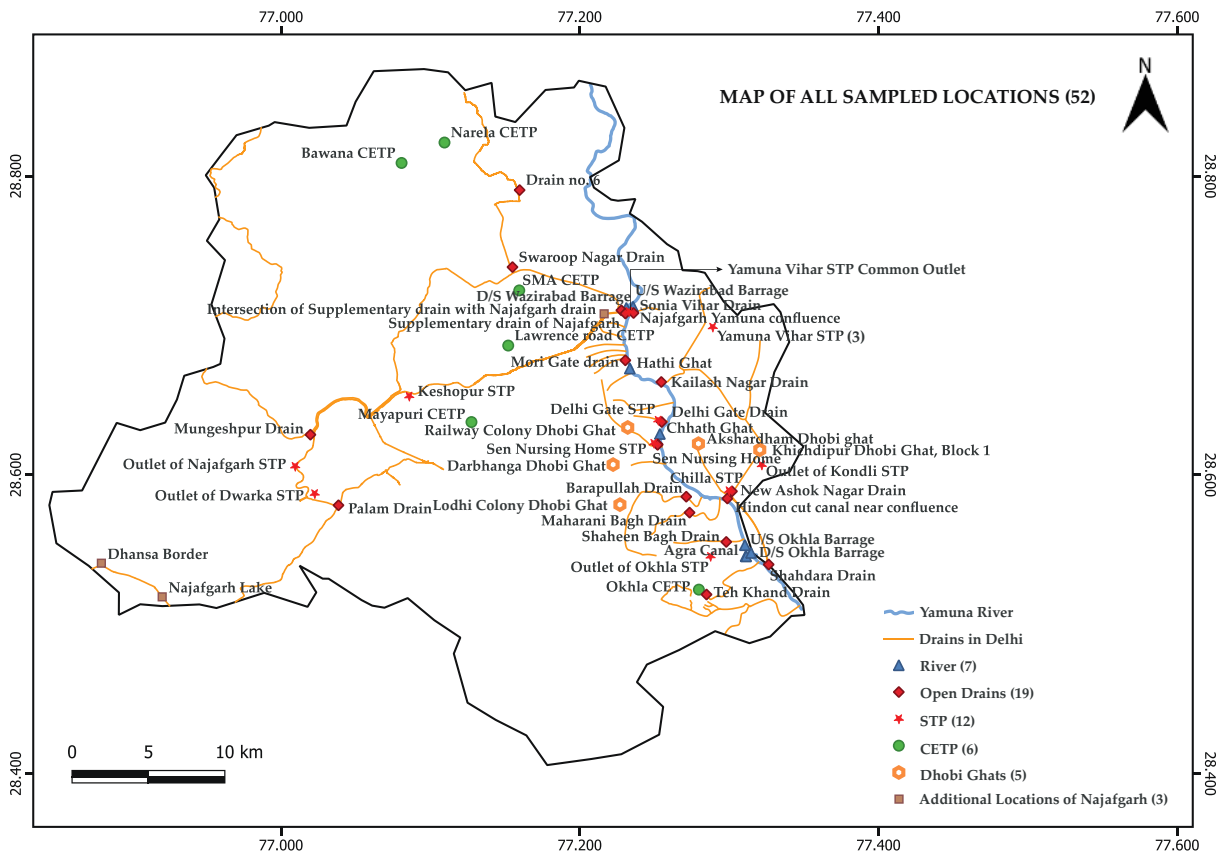 77.000
77.200
77.400
77.600
MAP OF ALL SAMPLED LOCATIONS (52)
N
Narela CETP
Bawana CETP
28.800
28.800
Drain no. 6
Swaroop Nagar Drain
Yamuna Vihar STP Common Outlet
SMA CETP
U/S Wazirabad Barrage
D/S Wazirabad Barrage
Sonia Vihar Drain
Intersection of Supplementary drain with Najafgarh drain
Najafgarh Yamuna confluence
Supplementary drain of Najafgarh
Lawrence road CETP
Yamuna Vihar STP (3)
Mori Gate drain
Hathi Ghat
Kailash Nagar Drain
Keshopur STP
Delhi Gate STP
Delhi Gate Drain
Mayapuri CETP
Mungeshpur Drain
Railway Colony Dhobi Ghat
Chhath Ghat
Akshardham Dhobi ghat
Sen Nursing Home STP
Khichdipur Dhobi Ghat, Block 1
Sen Nursing Home
Outlet of Najafgarh STP
Darbhanga Dhobi Ghat
Outlet of Kondli STP
28.600
28.600
Chilla STP
Barapullah Drain
New Ashok Nagar Drain
Outlet of Dwarka STP
Palam Drain
Lodhi Colony Dhobi Ghat
Hindon cut canal near confluence
Maharani Bagh Drain
Shaheen Bagh Drain
U/S Okhla Barrage
Agra Canal
D/S Okhla Barrage
Dhansa Border
Outlet of Okhla STP
Shahdara Drain
Najafgarh Lake
Okhla CETP
Teh Khand Drain
Yamuna River
Drains in Delhi
River (7)
Open Drains (19)
STP (12)
CETP (6)
Dhobi Ghats (5)
Additional Locations of Najafgarh (3)
0 5 10 km
28.400
28.400
77.000
77.200
77.400
77.600